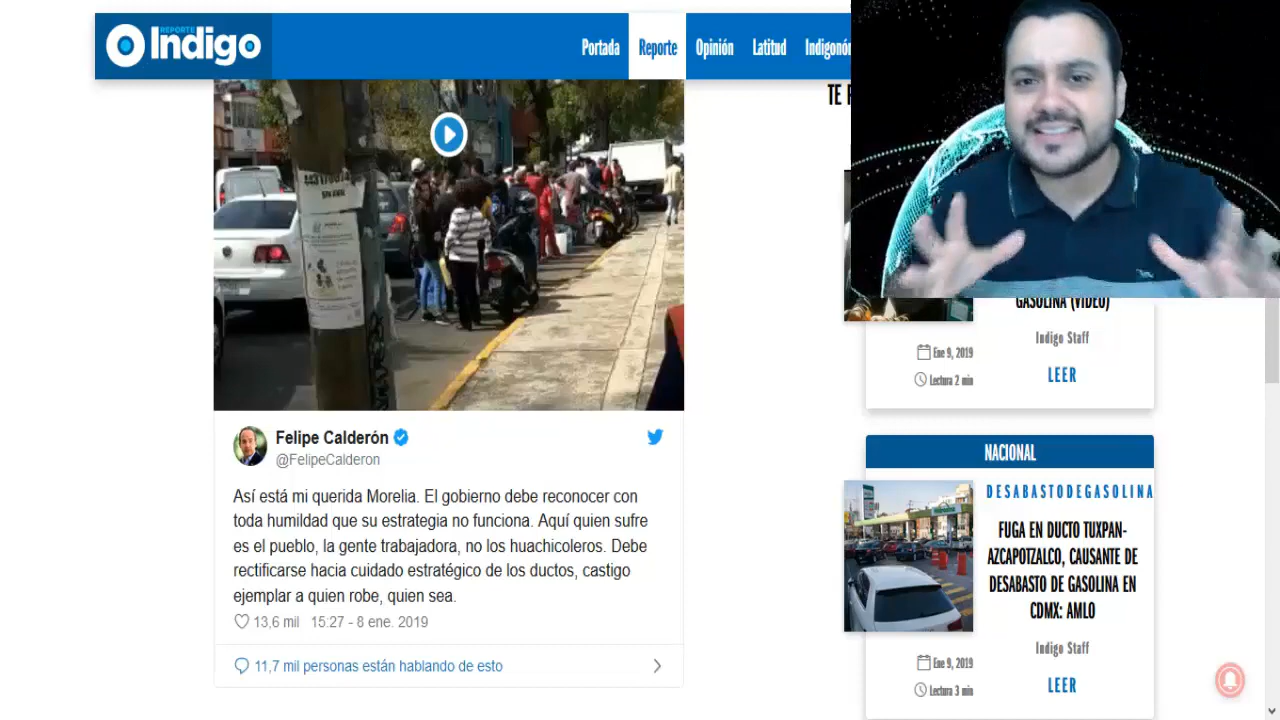 REPORTE
Indigo
Portada
Reporte
Opinión
Latitud
TE
Felipe Calderón
@FelipeCalderon
Así está mi querida Morelia. El gobierno debe reconocer con
toda humildad que su estrategia no funciona. Aquí quien sufre
es el pueblo, la gente trabajadora, no los huachicoleros. Debe
rectificarse hacia cuidado estratégico de los ductos, castigo
ejemplar a quien robe, quien sea.
13,6 mil 15:27 - 8 ene. 2019
11,7 mil personas están hablando de esto
GASOLINA (VIDEO)
Indigo Staff
Ene 9, 2019
Lectura 2 min
LEER
NACIONAL
DESABASTODEGASOLINA
FUGA EN DUCTO TUXPAN-
AZCAPOTZALCO, CAUSANTE DE
DESABASTO DE GASOLINA EN
CDMX: AMLO
Indigo Staff
Ene 9, 2019
Lectura 3 min
LEER